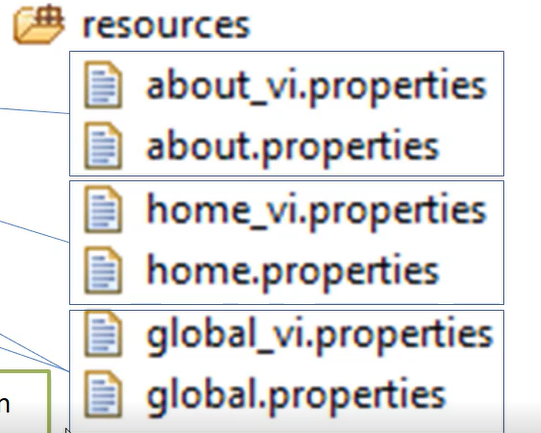 resources
about_vi.properties
about.properties
home_vi.properties
home.properties
global_vi.properties
global.properties
n